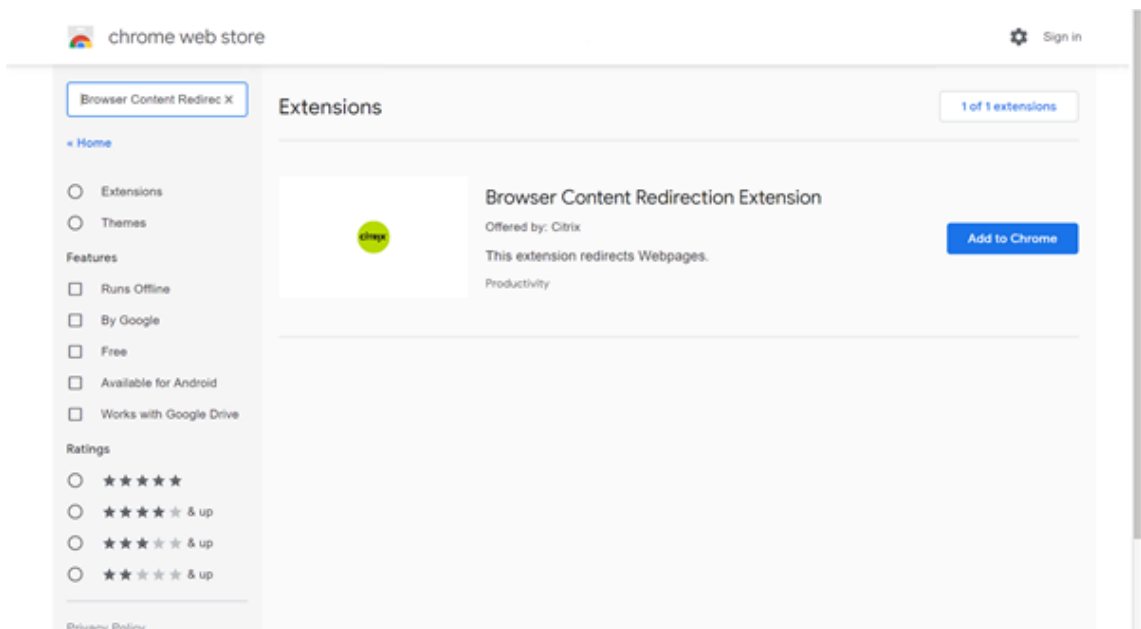 chrome web store
Sign in
Browser Content Redirec ×
Extensions
1 of 1 extensions
« Home
Extensions
Themes
Features
Runs Offline
By Google
Free
Available for Android
Works with Google Drive
Ratings
& up
& up
& up
Privacy Policy
citrix
Browser Content Redirection Extension
Offered by: Citrix
This extension redirects Webpages.
Productivity
Add to Chrome